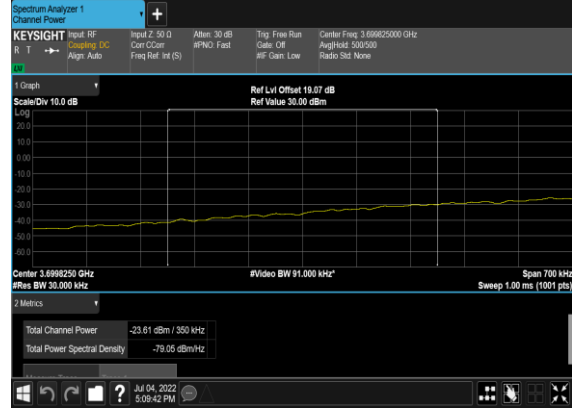 Spectrum Analyzer 1
Channel Power
+
KEYSIGHT
R T
LXI
Input: RF
Coupling: DC
Align: Auto
Input Z: 50 Ω
Corr CCorr
Freq Ref: Int (S)
Atten: 30 dB
#PNO: Fast
Trig: Free Run
Gate: Off
#IF Gain: Low
Center Freq: 3.699825000 GHz
Avg|Hold: 500/500
Radio Std: None
1 Graph
Scale/Div 10.0 dB
Ref Lvl Offset 19.07 dB
Ref Value 30.00 dBm
Log
20.0
10.0
0.00
-10.0
-20.0
-30.0
-40.0
-50.0
-60.0
Center 3.6998250 GHz
#Res BW 30.000 kHz
#Video BW 91.000 kHz*
Span 700 kHz
Sweep 1.00 ms (1001 pts)
2 Metrics
Total Channel Power -23.61 dBm / 350 kHz
Total Power Spectral Density -79.05 dBm/Hz
?
Jul 04, 2022
5:09:42 PM